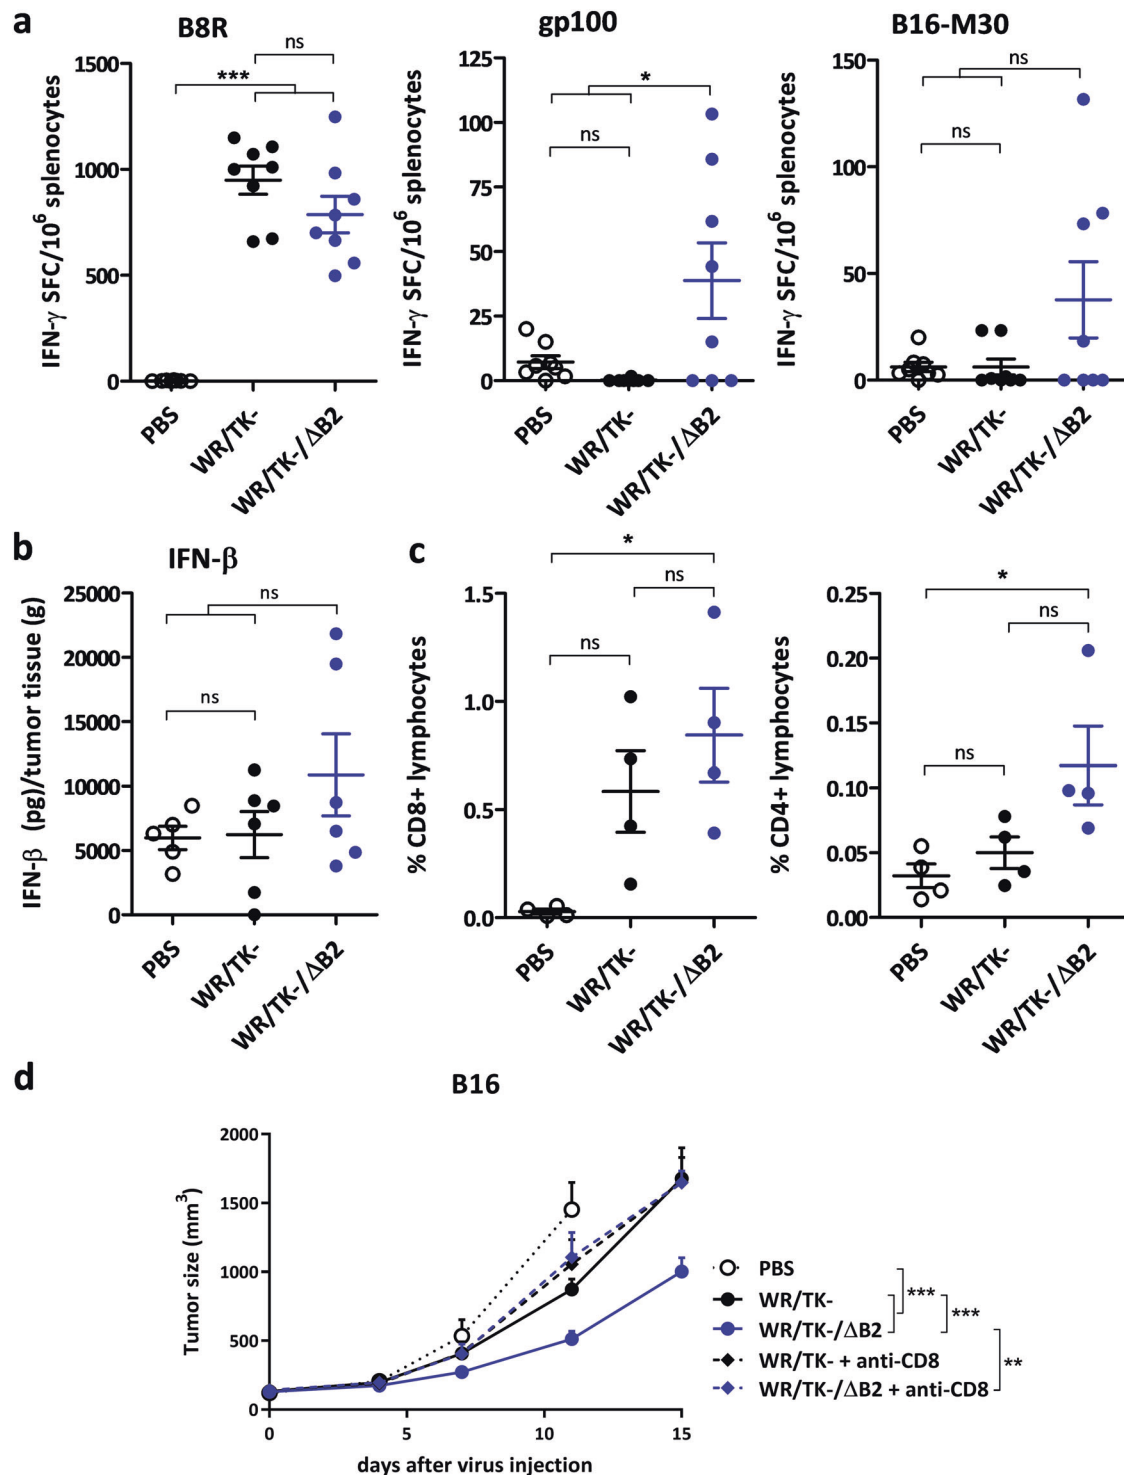 a
B8R
gp100
B16-M30
IFN-γ SFC/10⁶ splenocytes
1500
1000
500
0
ns
***
PBS
WR/TK-
WR/TK-/ΔB2
IFN-γ SFC/10⁶ splenocytes
125
100
75
50
25
0
*
ns
PBS
WR/TK-
WR/TK-/ΔB2
IFN-γ SFC/10⁶ splenocytes
150
100
50
0
ns
ns
PBS
WR/TK-
WR/TK-/ΔB2
b
IFN-β
IFN-β (pg)/tumor tissue (g)
25000
20000
15000
10000
5000
0
ns
ns
PBS
WR/TK-
WR/TK-/ΔB2
c
% CD8+ lymphocytes
1.5
1.0
0.5
0.0
*
ns
ns
PBS
WR/TK-
WR/TK-/ΔB2
% CD4+ lymphocytes
0.25
0.20
0.15
0.10
0.05
0.00
*
ns
ns
PBS
WR/TK-
WR/TK-/ΔB2
d
B16
Tumor size (mm³)
2000
1500
1000
500
0
0 5 10 15
days after virus injection
PBS
WR/TK-
WR/TK-/ΔB2
WR/TK- + anti-CD8
WR/TK-/ΔB2 + anti-CD8
***
***
**